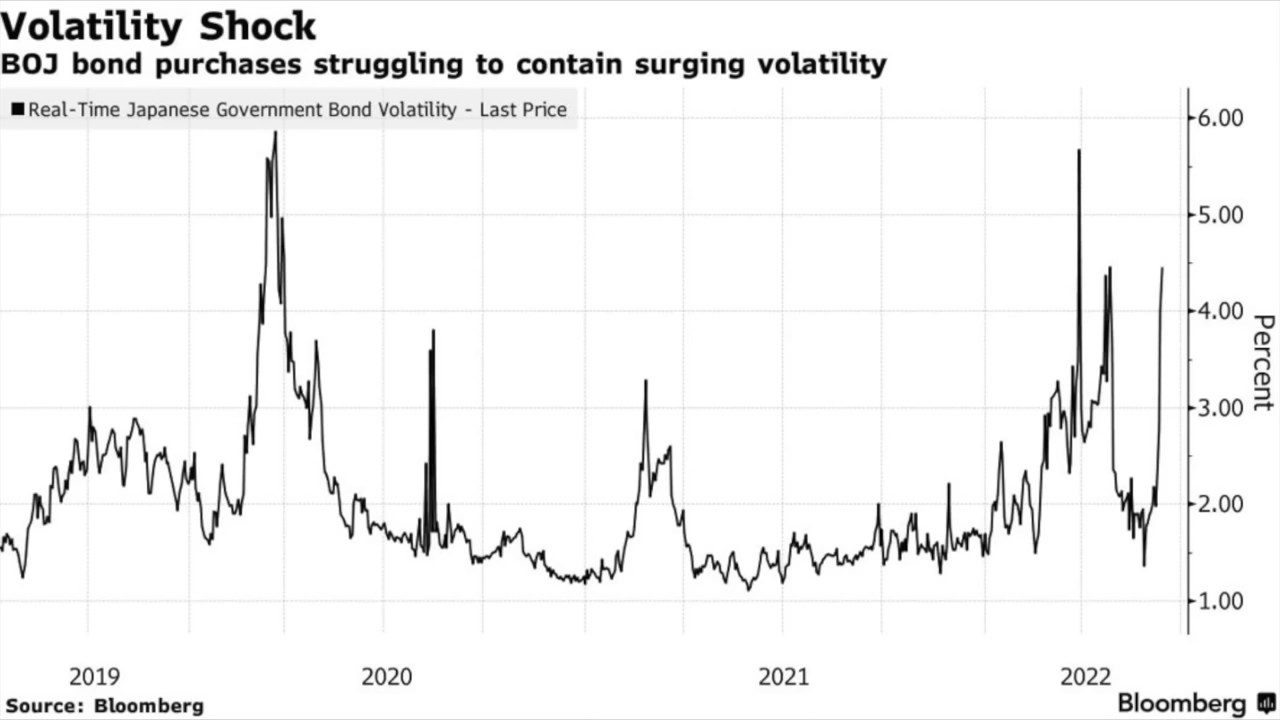 Volatility Shock
BOJ bond purchases struggling to contain surging volatility
Real-Time Japanese Government Bond Volatility - Last Price
6.00
5.00
4.00
3.00
2.00
1.00
Percent
2019 2020 2021 2022
Source: Bloomberg
Bloomberg